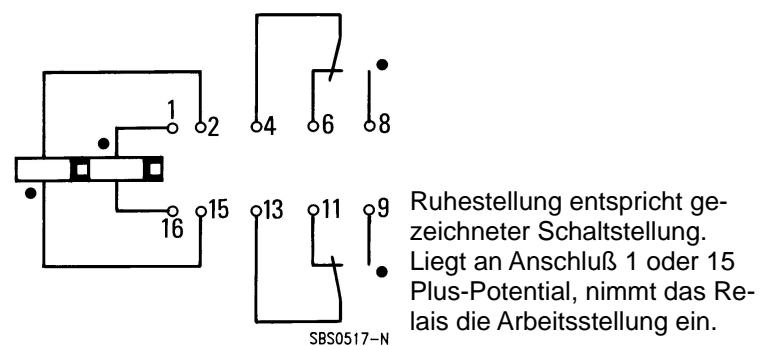 1
2 4 6 8
16 15 13 11 9
SBS0517-N
Ruhestellung entspricht ge-
zeichneter Schaltstellung.
Liegt an Anschluß 1 oder 15
Plus-Potential, nimmt das Re-
lais die Arbeitsstellung ein.